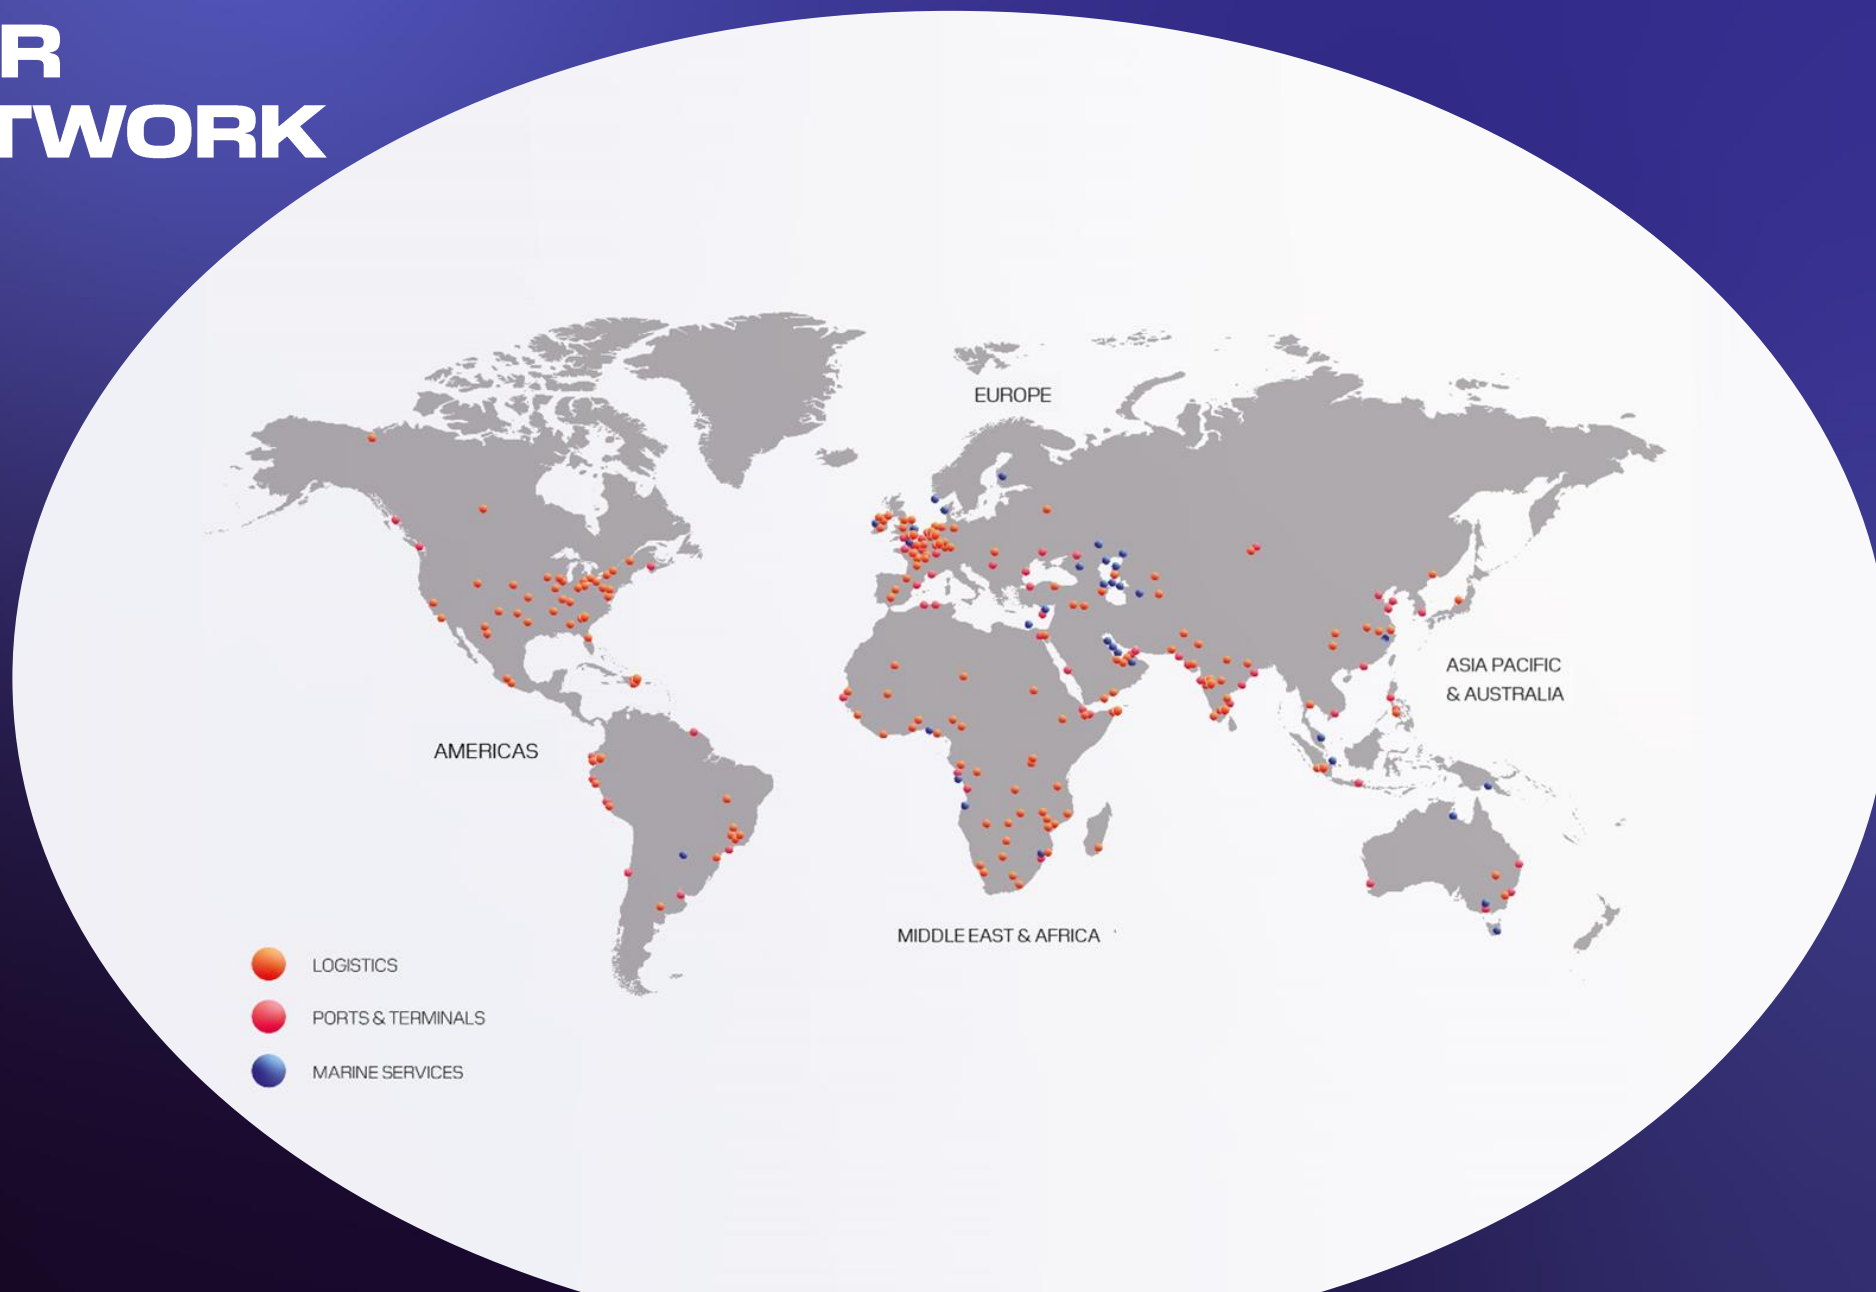 R
TWORK
EUROPE
ASIA PACIFIC
& AUSTRALIA
AMERICAS
MIDDLE EAST & AFRICA
LOGISTICS
PORTS & TERMINALS
MARINE SERVICES